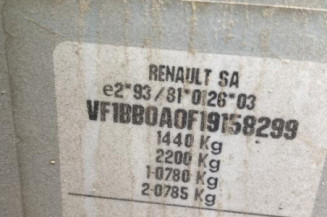 RENAULT SA
e2*93/81*0126*03
VF1BB0A0F19158299
1440 Kg
2200 Kg
1-0780 Kg
2-0785 Kg